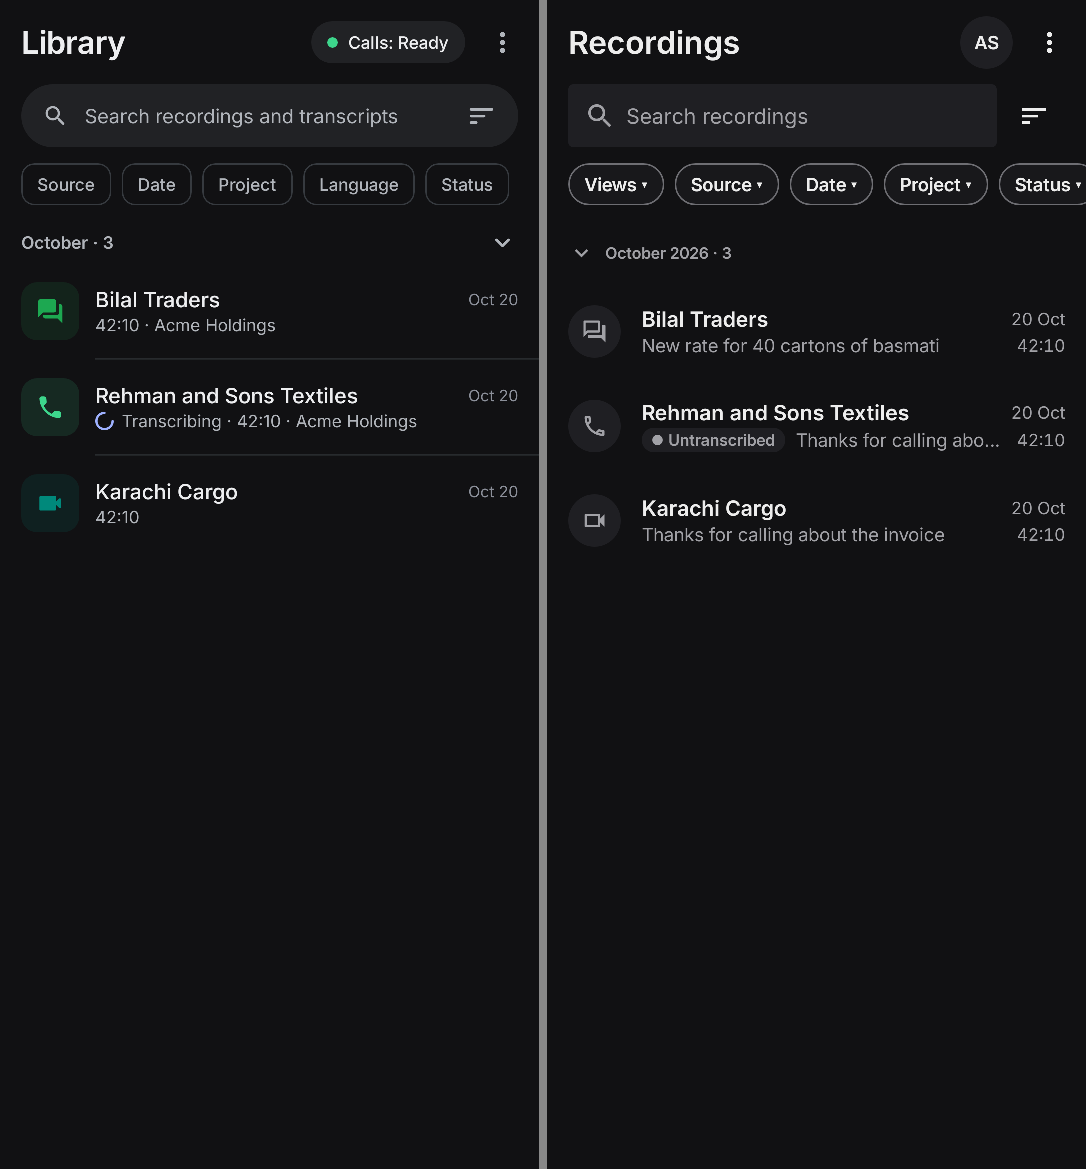 Library
Calls: Ready
Search recordings and transcripts
Source
Date
Project
Language
Status
October · 3
Bilal Traders
Oct 20
42:10 · Acme Holdings
Rehman and Sons Textiles
Oct 20
Transcribing · 42:10 · Acme Holdings
Karachi Cargo
Oct 20
42:10
Recordings
AS
Search recordings
Views ▾
Source ▾
Date ▾
Project ▾
Status ▾
October 2026 · 3
Bilal Traders
20 Oct
New rate for 40 cartons of basmati
42:10
Rehman and Sons Textiles
20 Oct
Untranscribed
Thanks for calling abo...
42:10
Karachi Cargo
20 Oct
Thanks for calling about the invoice
42:10